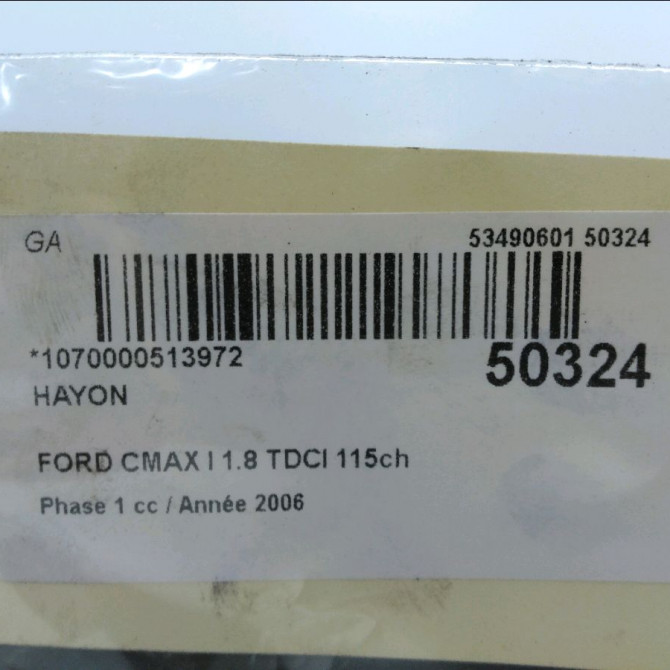 GA
53490601 50324
*1070000513972
50324
HAYON
FORD CMAX I 1.8 TDCI 115ch
Phase 1 cc / Année 2006